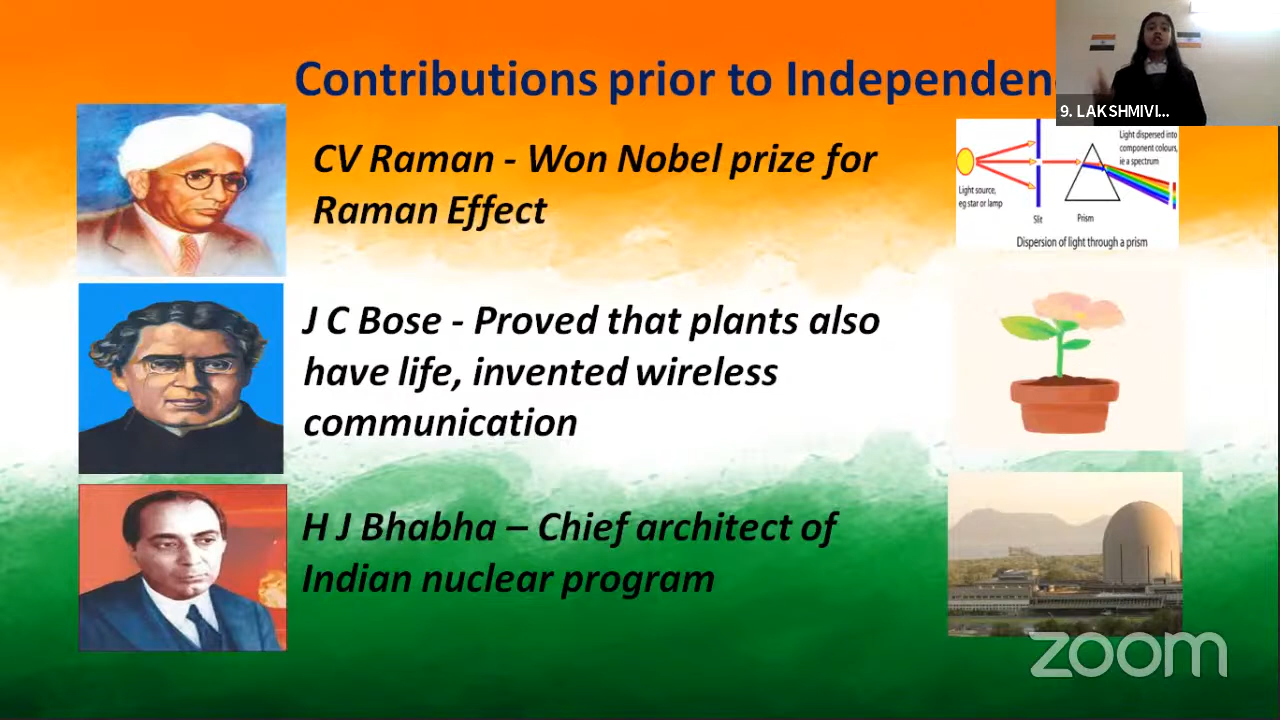 Contributions prior to Independen
9. LAKSHMIVI...
CV Raman - Won Nobel prize for
Raman Effect
Light source,
eg star or lamp
Slit
Prism
Light dispersed into
component colours,
ie a spectrum
Dispersion of light through a prism
J C Bose - Proved that plants also
have life, invented wireless
communication
H J Bhabha – Chief architect of
Indian nuclear program
zoom